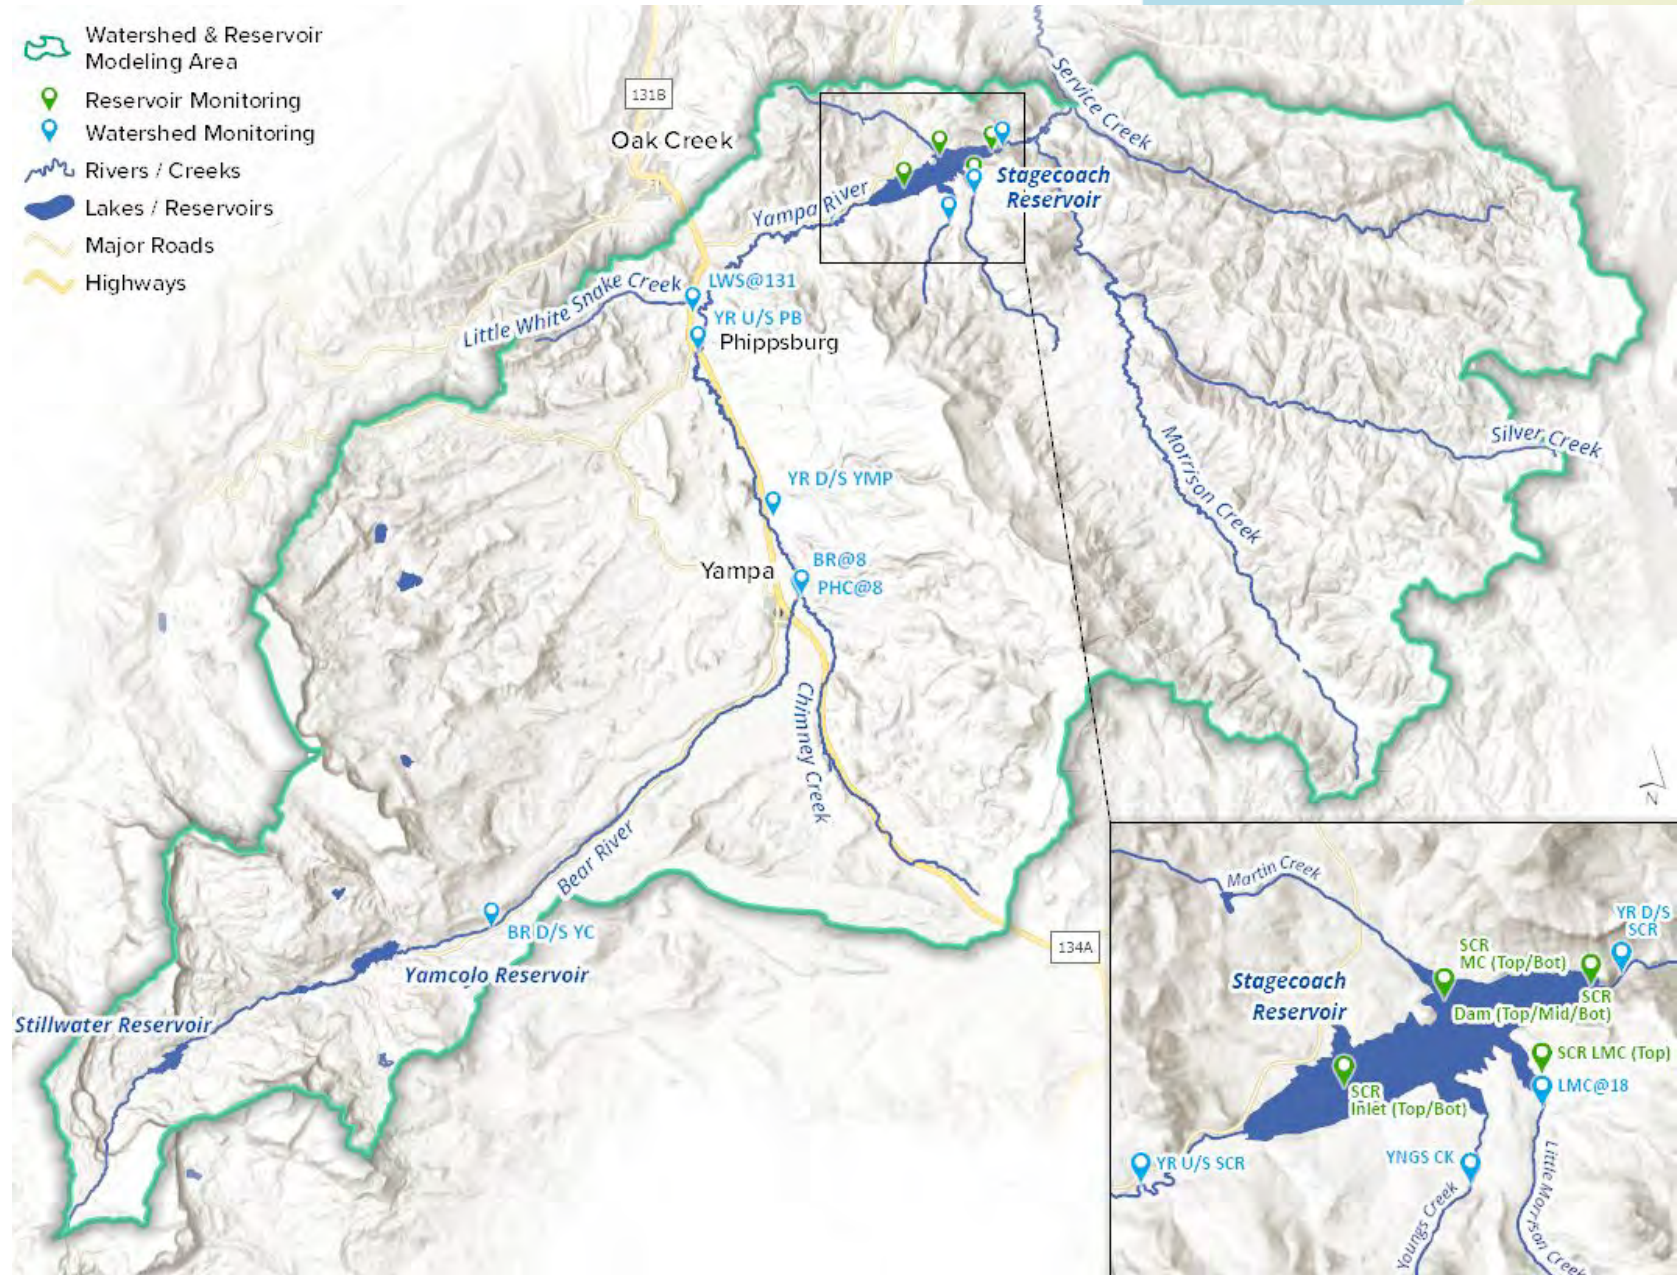 Watershed & Reservoir
Modeling Area
Reservoir Monitoring
Watershed Monitoring
Rivers / Creeks
Lakes / Reservoirs
Major Roads
Highways
131B
Oak Creek
Service Creek
Stagecoach
Reservoir
Yampa River
Little White Snake Creek
LWS@131
YR U/S PB
Phippsburg
Silver Creek
Morrison Creek
YR D/S YMP
BR@8
Yampa
PHC@8
Chimney Creek
Bear River
BR D/S YC
Yamcolo Reservoir
Stillwater Reservoir
134A
N
Martin Creek
YR D/S
SCR
SCR
MC (Top/Bot)
Stagecoach
Reservoir
SCR
Dam (Top/Mid/Bot)
SCR LMC (Top)
LMC@18
SCR
Inlet (Top/Bot)
YR U/S SCR
YNGS CK
Youngs Creek
Little Morrison Creek